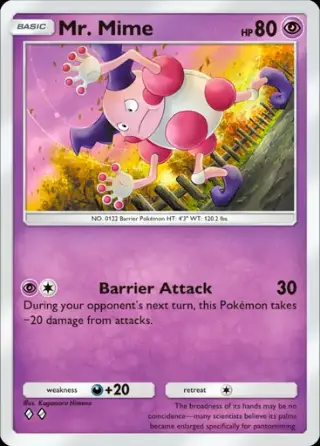 BASIC
Mr. Mime
HP 80
NO. 0122 Barrier Pokémon HT: 4'3" WT: 120.2 lbs.
Barrier Attack 30
During your opponent's next turn, this Pokémon takes
−20 damage from attacks.
weakness +20
retreat
Illus. Kagemaru Himeno
The broadness of its hands may be no
coincidence—many scientists believe its palms
became enlarged specifically for pantomiming.